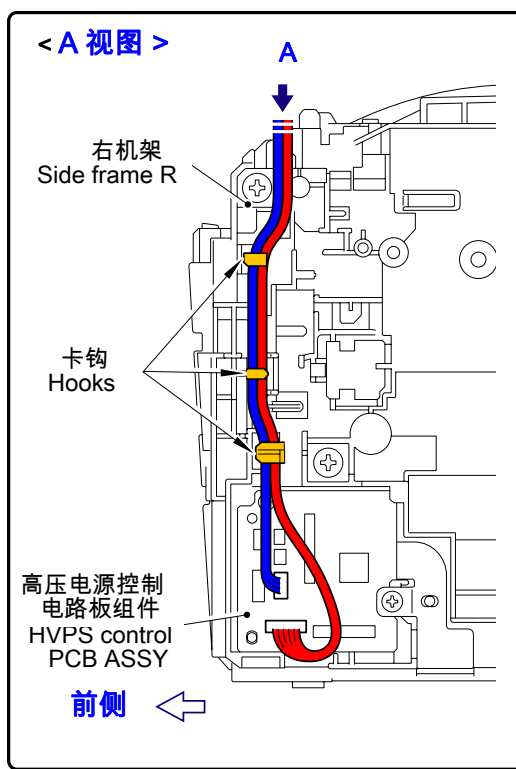 < A 视图 >
A
右机架
Side frame R
卡钩
Hooks
高压电源控制
电路板组件
HVPS control
PCB ASSY
前侧